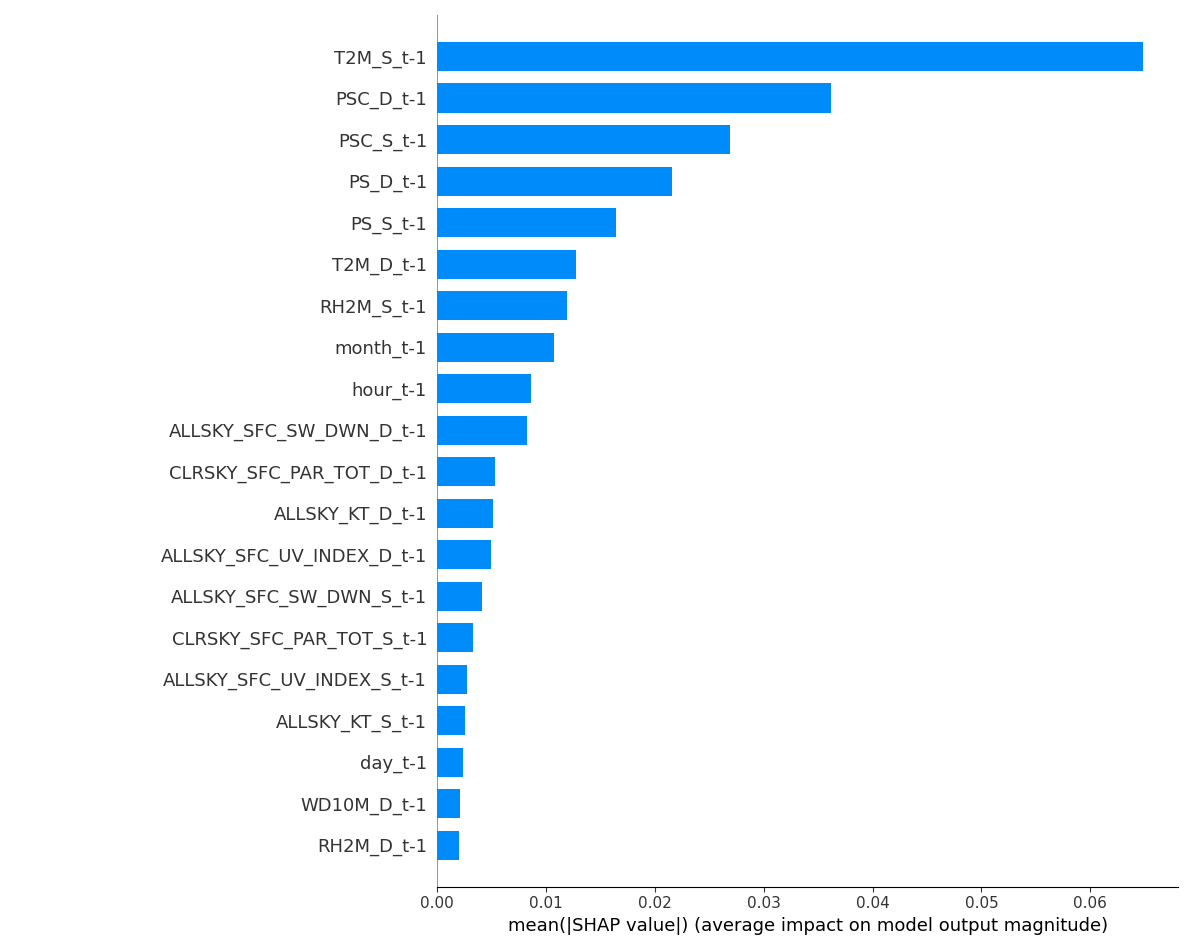 T2M_S_t-1
PSC_D_t-1
PSC_S_t-1
PS_D_t-1
PS_S_t-1
T2M_D_t-1
RH2M_S_t-1
month_t-1
hour_t-1
ALLSKY_SFC_SW_DWN_D_t-1
CLRSKY_SFC_PAR_TOT_D_t-1
ALLSKY_KT_D_t-1
ALLSKY_SFC_UV_INDEX_D_t-1
ALLSKY_SFC_SW_DWN_S_t-1
CLRSKY_SFC_PAR_TOT_S_t-1
ALLSKY_SFC_UV_INDEX_S_t-1
ALLSKY_KT_S_t-1
day_t-1
WD10M_D_t-1
RH2M_D_t-1
0.00 0.01 0.02 0.03 0.04 0.05 0.06
mean(|SHAP value|) (average impact on model output magnitude)